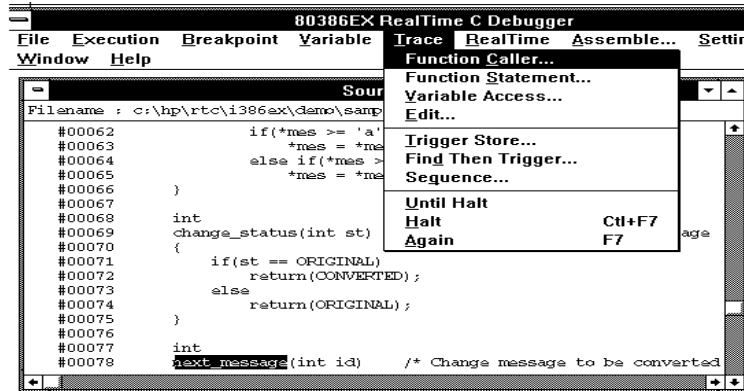 80386EX RealTime C Debugger
File Execution Breakpoint Variable Trace RealTime Assemble... Settin
Window Help
Function Caller...
Function Statement...
Variable Access...
Edit...
Trigger Store...
Find Then Trigger...
Sequence...
Until Halt
Halt Ctl+F7
Again F7
Sour
Filename : c:\hp\rtc\i386ex\demo\samp
#00062 if(*mes >= 'a'
#00063 *mes = *me
#00064 else if(*mes >
#00065 *mes = *me
#00066 }
#00067
#00068 int
#00069 change_status(int st) age
#00070 {
#00071 if(st == ORIGINAL)
#00072 return(CONVERTED);
#00073 else
#00074 return(ORIGINAL);
#00075 }
#00076
#00077 int
#00078 next_message(int id) /* Change message to be converted